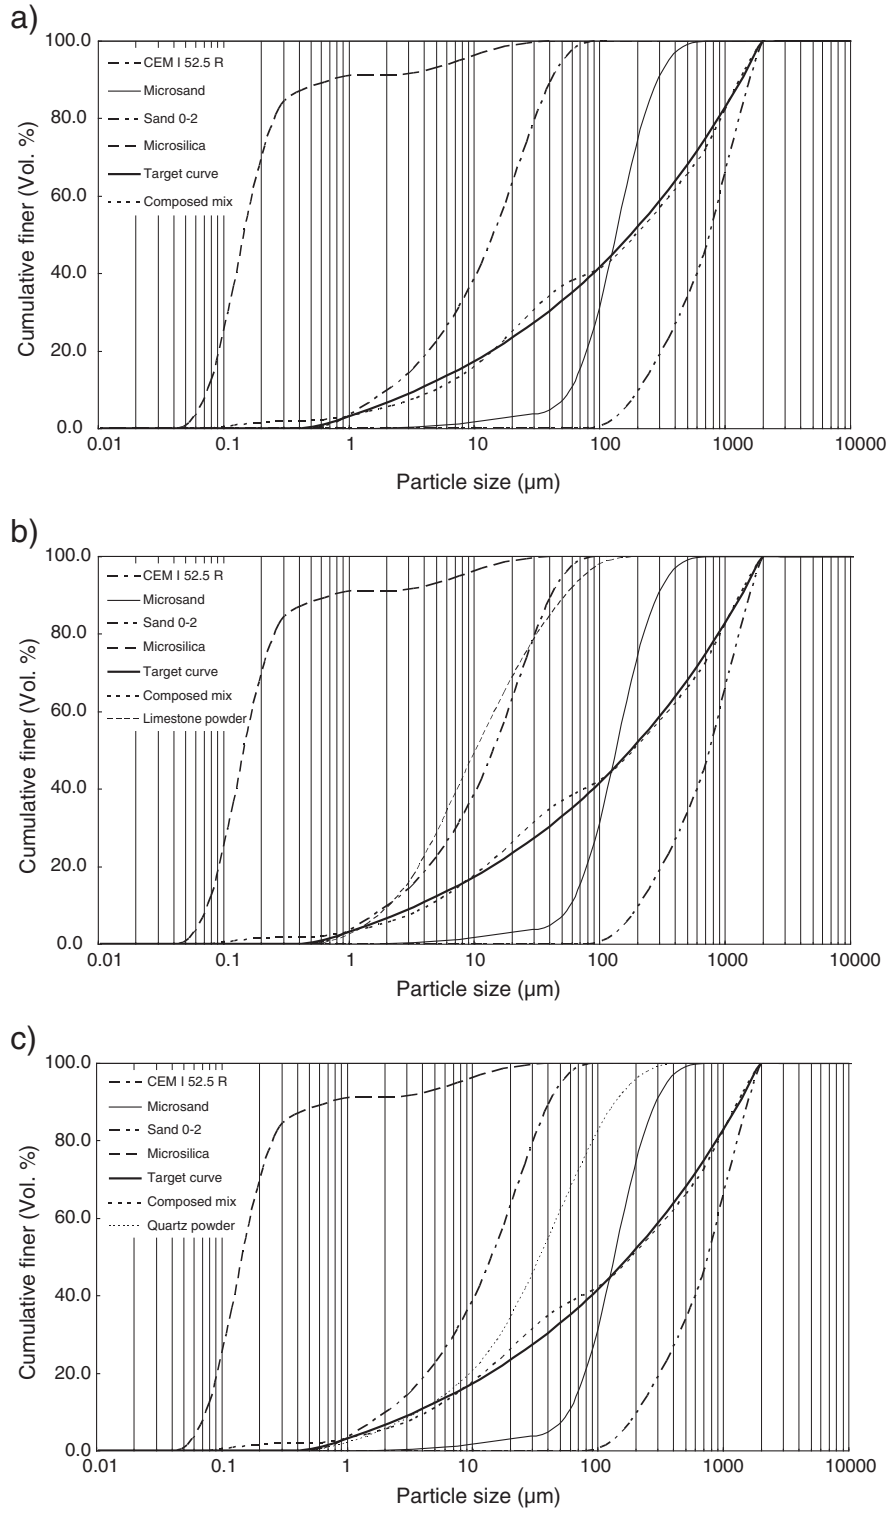 a)
100.0
80.0
60.0
40.0
20.0
0.0
Cumulative finer (Vol. %)
CEM I 52.5 R
Microsand
Sand 0-2
Microsilica
Target curve
Composed mix
0.01 0.1 1 10 100 1000 10000
Particle size (µm)
b)
100.0
80.0
60.0
40.0
20.0
0.0
Cumulative finer (Vol. %)
CEM I 52.5 R
Microsand
Sand 0-2
Microsilica
Target curve
Composed mix
Limestone powder
0.01 0.1 1 10 100 1000 10000
Particle size (µm)
c)
100.0
80.0
60.0
40.0
20.0
0.0
Cumulative finer (Vol. %)
CEM I 52.5 R
Microsand
Sand 0-2
Microsilica
Target curve
Composed mix
Quartz powder
0.01 0.1 1 10 100 1000 10000
Particle size (µm)